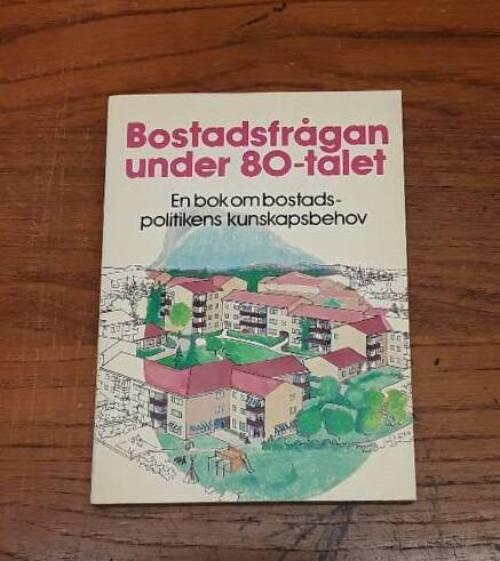 Bostadsfrågan
under 80-talet
En bok om bostads-
politikens kunskapsbehov